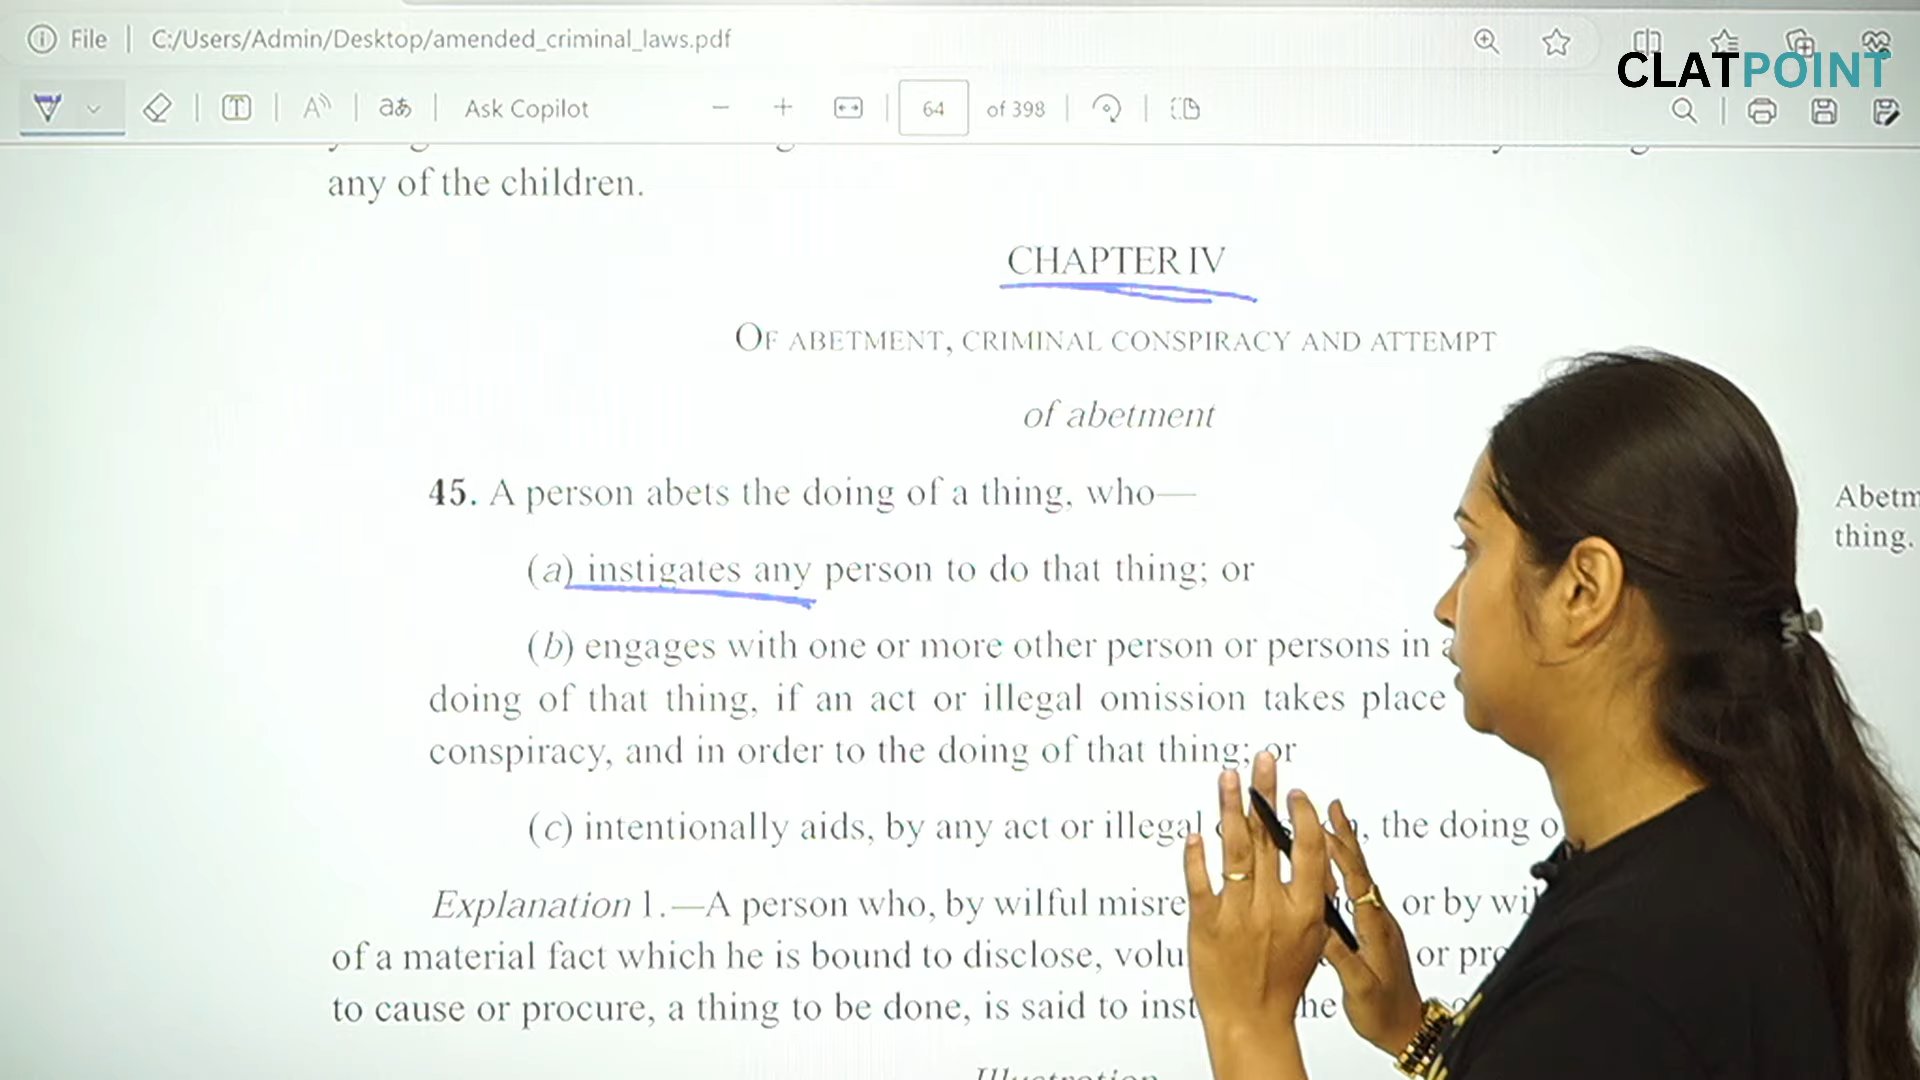 File | C:/Users/Admin/Desktop/amended_criminal_laws.pdf
CLATPOINT
Ask Copilot
64 of 398
any of the children.
CHAPTER IV
OF ABETMENT, CRIMINAL CONSPIRACY AND ATTEMPT
of abetment
45. A person abets the doing of a thing, who—
Abetm
thing.
(a) instigates any person to do that thing; or
(b) engages with one or more other person or persons in
doing of that thing, if an act or illegal omission takes place
conspiracy, and in order to the doing of that thing; or
(c) intentionally aids, by any act or illegal , the doing o
Explanation 1.—A person who, by wilful misre or by wil
of a material fact which he is bound to disclose, volu or pro
to cause or procure, a thing to be done, is said to inst he
Illustration